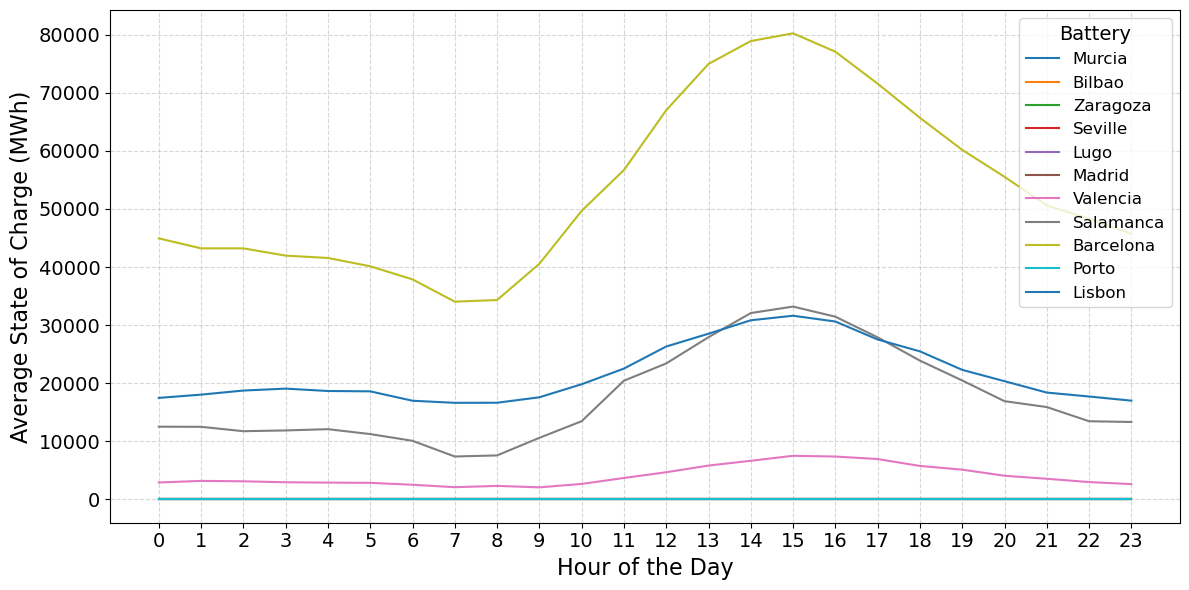 Average State of Charge (MWh)
80000
70000
60000
50000
40000
30000
20000
10000
0
0 1 2 3 4 5 6 7 8 9 10 11 12 13 14 15 16 17 18 19 20 21 22 23
Hour of the Day
Battery
Murcia
Bilbao
Zaragoza
Seville
Lugo
Madrid
Valencia
Salamanca
Barcelona
Porto
Lisbon